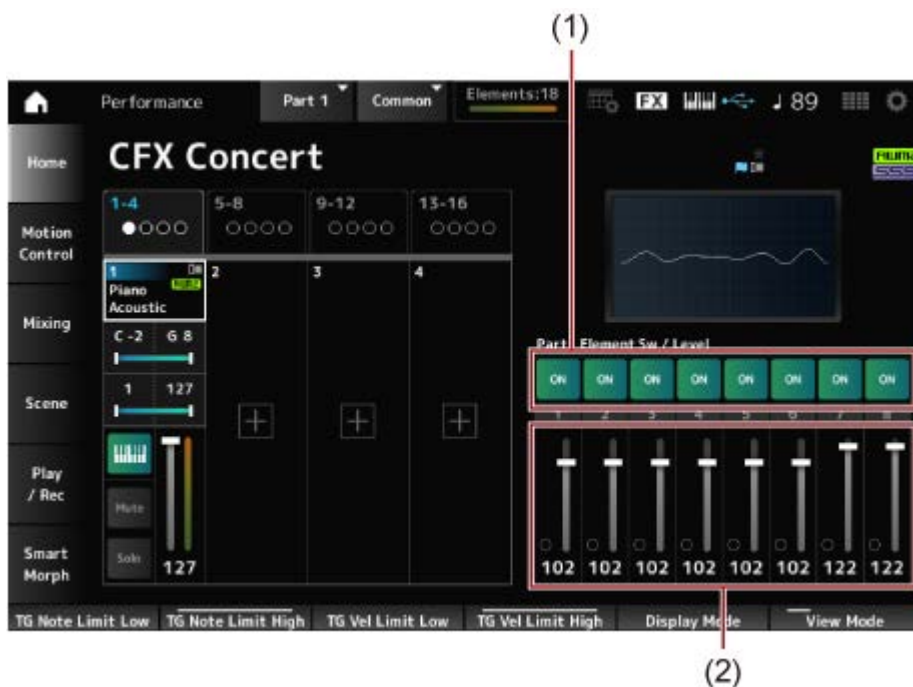 (1)
Performance
Part 1
Common
Elements:18
FX
89
Home
CFX Concert
1-4
5-8
9-12
13-16
Motion
Control
1
2
3
4
Piano
Acoustic
Mixing
C -2
G 8
Part
Element Sw / Level
1
127
ON ON ON ON ON ON ON ON
Scene
1 2 3 4 5 6 7 8
Play
/ Rec
Mute
Smart
Morph
Solo
127
102 102 102 102 102 102 122 122
TG Note Limit Low
TG Note Limit High
TG Vel Limit Low
TG Vel Limit High
Display Mode
View Mode
(2)